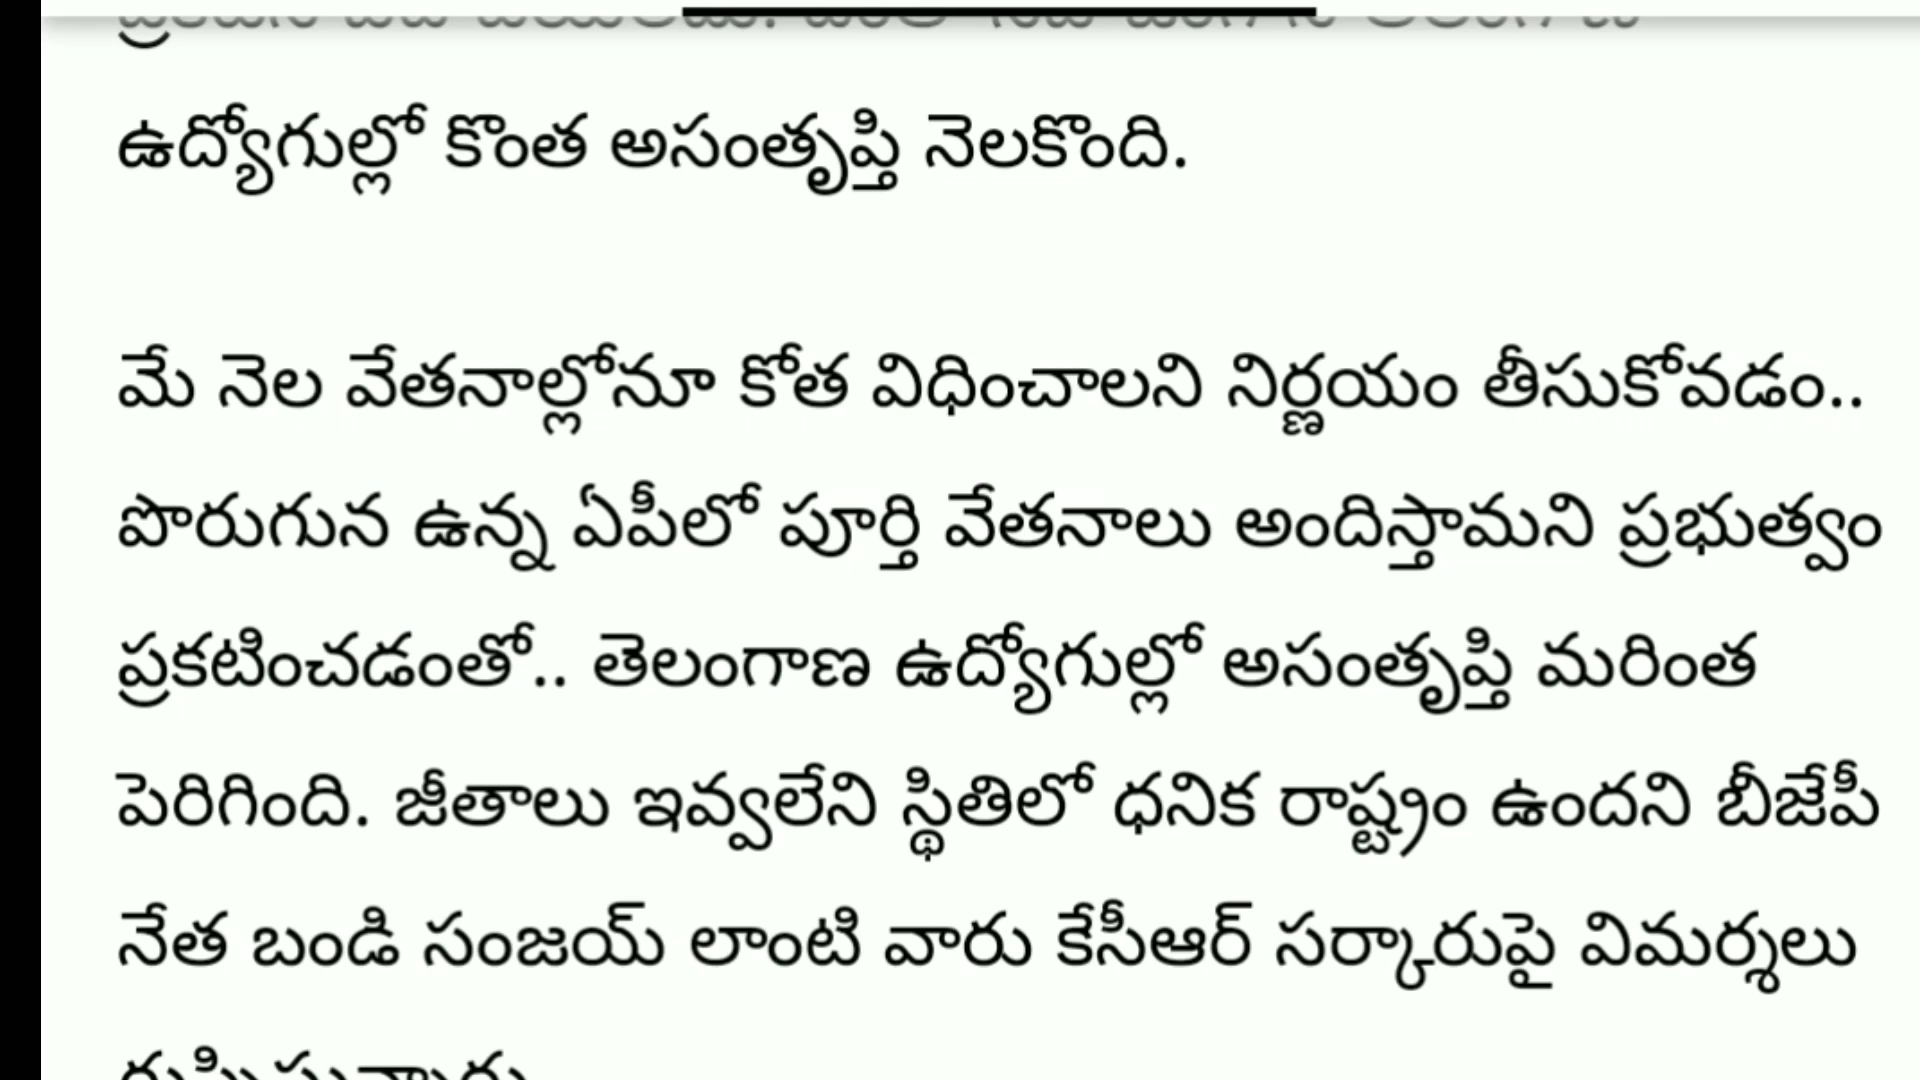 ఉద్యోగుల్లో కొంత అసంతృప్తి నెలకొంది.
మే నెల వేతనాల్లోనూ కోత విధించాలని నిర్ణయం తీసుకోవడం..
పొరుగున ఉన్న ఏపీలో పూర్తి వేతనాలు అందిస్తామని ప్రభుత్వం
ప్రకటించడంతో.. తెలంగాణ ఉద్యోగుల్లో అసంతృప్తి మరింత
పెరిగింది. జీతాలు ఇవ్వలేని స్థితిలో ధనిక రాష్ట్రం ఉందని బీజేపీ
నేత బండి సంజయ్ లాంటి వారు కేసీఆర్ సర్కారుపై విమర్శలు